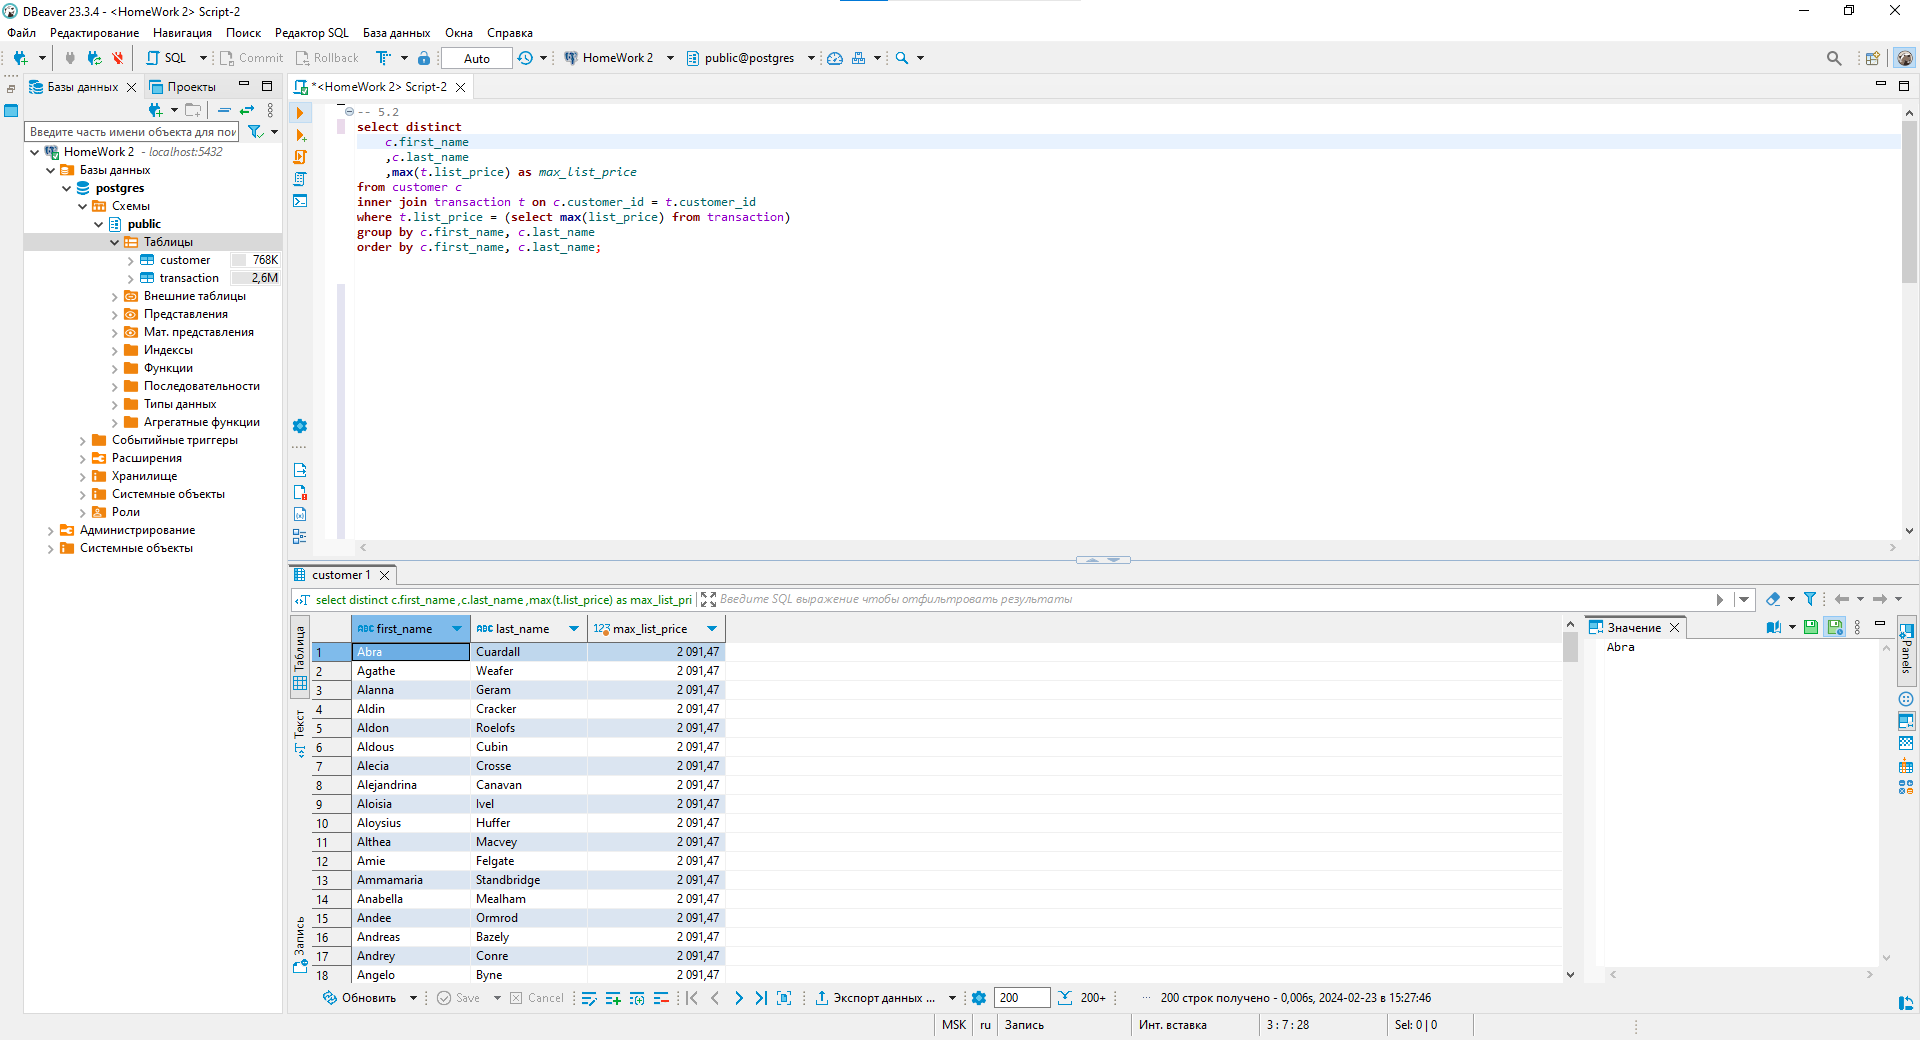 DBeaver 23.3.4 - <HomeWork 2> Script-2
Файл Редактирование Навигация Поиск Редактор SQL База данных Окна Справка
SQL Commit Rollback Auto HomeWork 2 public@postgres
Базы данных Проекты
*<HomeWork 2> Script-2
Введите часть имени объекта для пои
HomeWork 2 - localhost:5432
Базы данных
postgres
Схемы
public
Таблицы
customer 768K
transaction 2,6M
Внешние таблицы
Представления
Мат. представления
Индексы
Функции
Последовательности
Типы данных
Агрегатные функции
Событийные триггеры
Расширения
Хранилище
Системные объекты
Роли
Администрирование
Системные объекты
-- 5.2
select distinct
c.first_name
,c.last_name
,max(t.list_price) as max_list_price
from customer c
inner join transaction t on c.customer_id = t.customer_id
where t.list_price = (select max(list_price) from transaction)
group by c.first_name, c.last_name
order by c.first_name, c.last_name;
customer 1
select distinct c.first_name ,c.last_name ,max(t.list_price) as max_list_pri
Введите SQL выражение чтобы отфильтровать результаты
Таблица
Текст
Запись
ABC first_name ABC last_name 123 max_list_price
1 Abra Cuardall 2 091,47
2 Agathe Weafer 2 091,47
3 Alanna Geram 2 091,47
4 Aldin Cracker 2 091,47
5 Aldon Roelofs 2 091,47
6 Aldous Cubin 2 091,47
7 Alecia Crosse 2 091,47
8 Alejandrina Canavan 2 091,47
9 Aloisia Ivel 2 091,47
10 Aloysius Huffer 2 091,47
11 Althea Macvey 2 091,47
12 Amie Felgate 2 091,47
13 Ammamaria Standbridge 2 091,47
14 Anabella Mealham 2 091,47
15 Andee Ormrod 2 091,47
16 Andreas Bazely 2 091,47
17 Andrey Conre 2 091,47
18 Angelo Byne 2 091,47
Значение
Abra
Panels
Обновить Save Cancel Экспорт данных ... 200 200+ ... 200 строк получено - 0,006s, 2024-02-23 в 15:27:46
MSK ru Запись Инт. вставка 3 : 7 : 28 Sel: 0 | 0